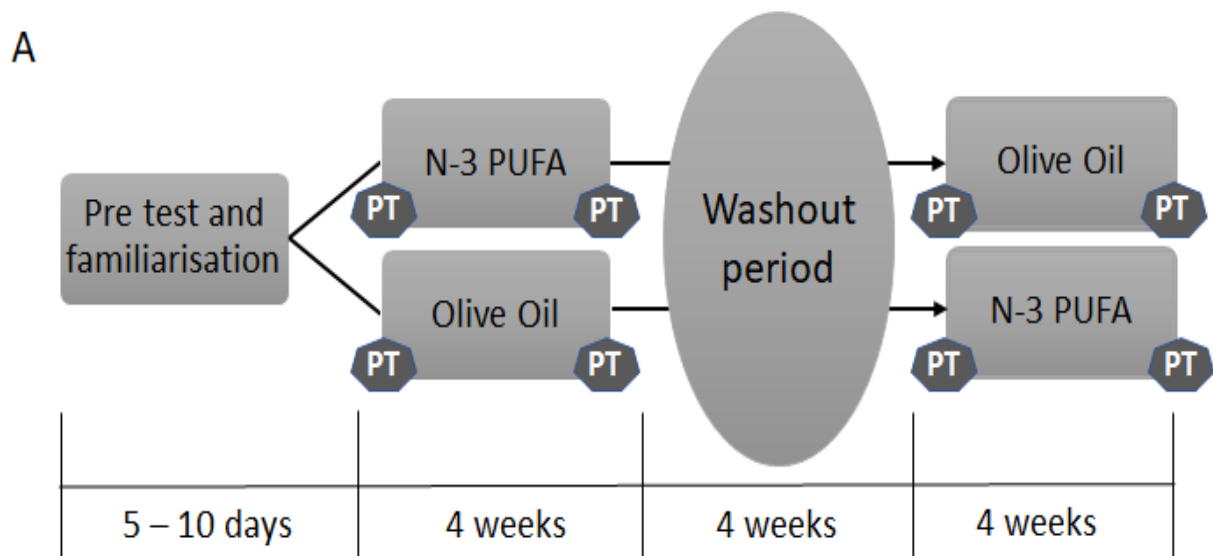 A
Pre test and
familiarisation
N-3 PUFA
PT
PT
Olive Oil
PT
PT
Washout
period
Olive Oil
PT
PT
N-3 PUFA
PT
PT
5 – 10 days
4 weeks
4 weeks
4 weeks